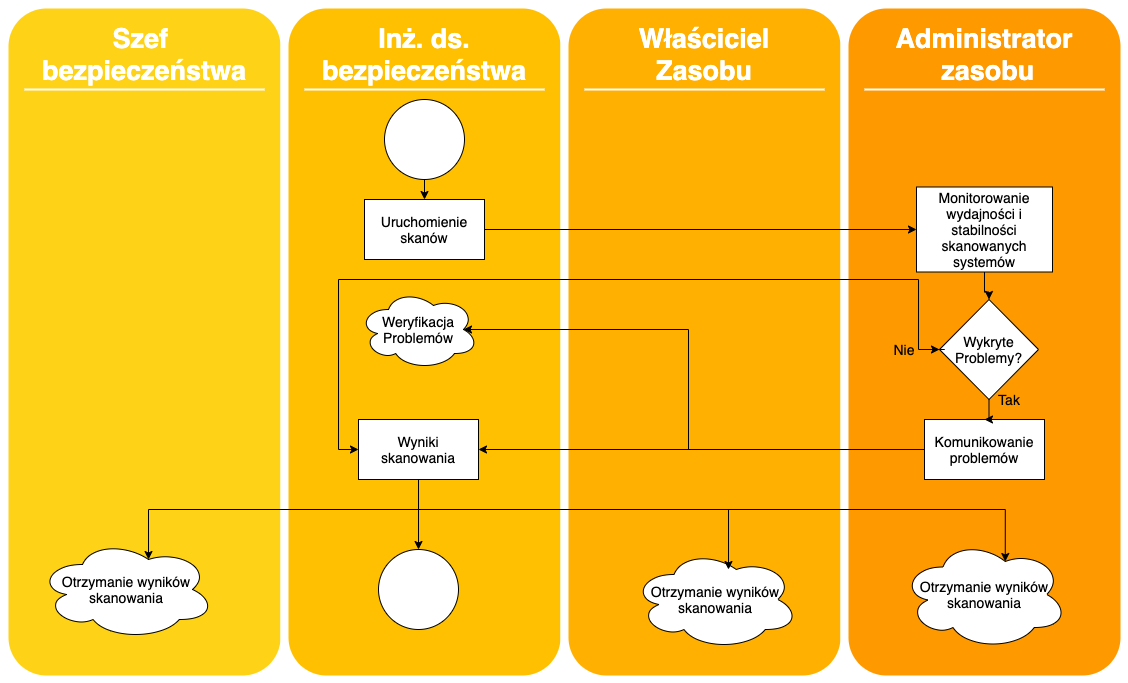 Szef
bezpieczeństwa
Inż. ds.
bezpieczeństwa
Właściciel
Zasobu
Administrator
zasobu
Uruchomienie
skanów
Monitorowanie
wydajności i
stabilności
skanowanych
systemów
Weryfikacja
Problemów
Nie
Wykryte
Problemy?
Tak
Wyniki
skanowania
Komunikowanie
problemów
Otrzymanie wyników
skanowania
Otrzymanie wyników
skanowania
Otrzymanie wyników
skanowania